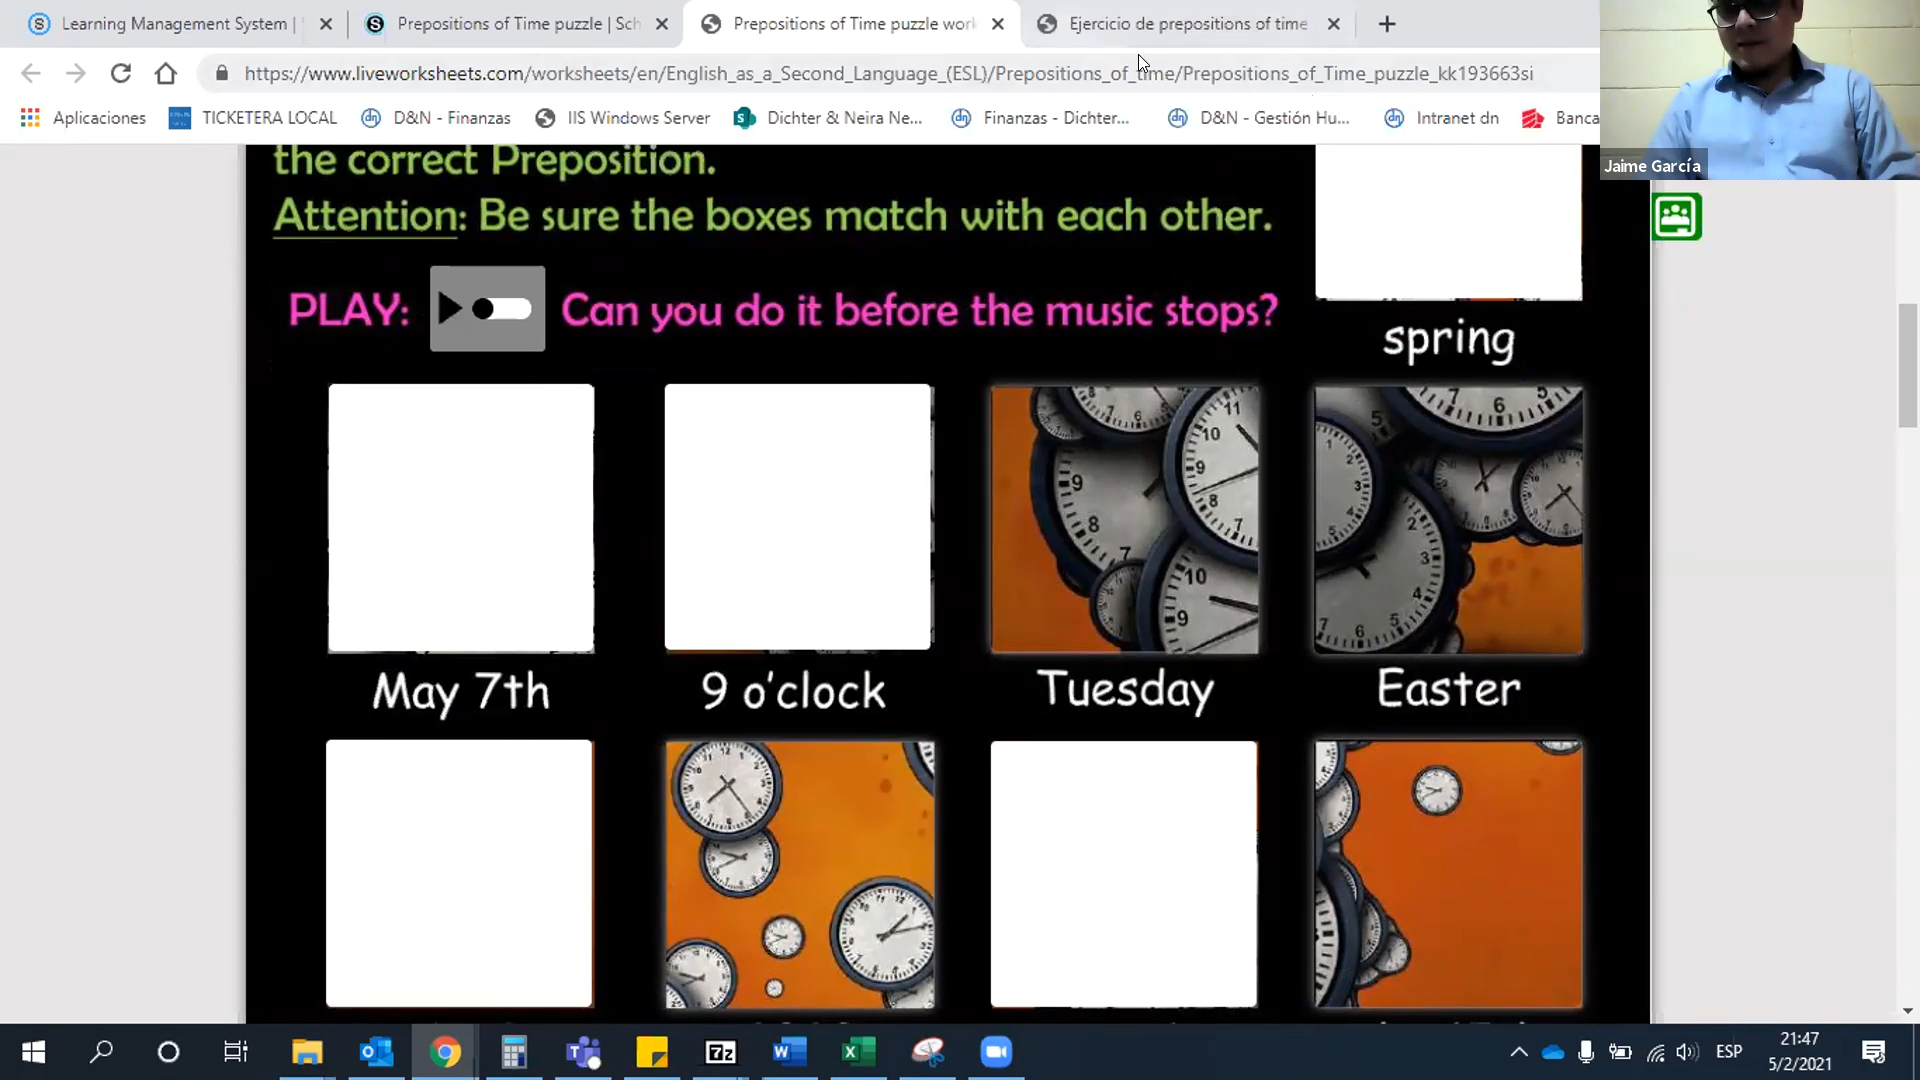 Learning Management System |
Prepositions of Time puzzle | Sch
Prepositions of Time puzzle work
Ejercicio de prepositions of time
https://www.liveworksheets.com/worksheets/en/English_as_a_Second_Language_(ESL)/Prepositions_of_time/Prepositions_of_Time_puzzle_kk193663si
Aplicaciones
TICKETERA LOCAL
D&N - Finanzas
IIS Windows Server
Dichter & Neira Ne...
Finanzas - Dichter...
D&N - Gestión Hu...
Intranet dn
Banca
Jaime García
the correct Preposition.
Attention: Be sure the boxes match with each other.
PLAY:
Can you do it before the music stops?
spring
May 7th
9 o'clock
Tuesday
Easter
ESP
21:47
5/2/2021